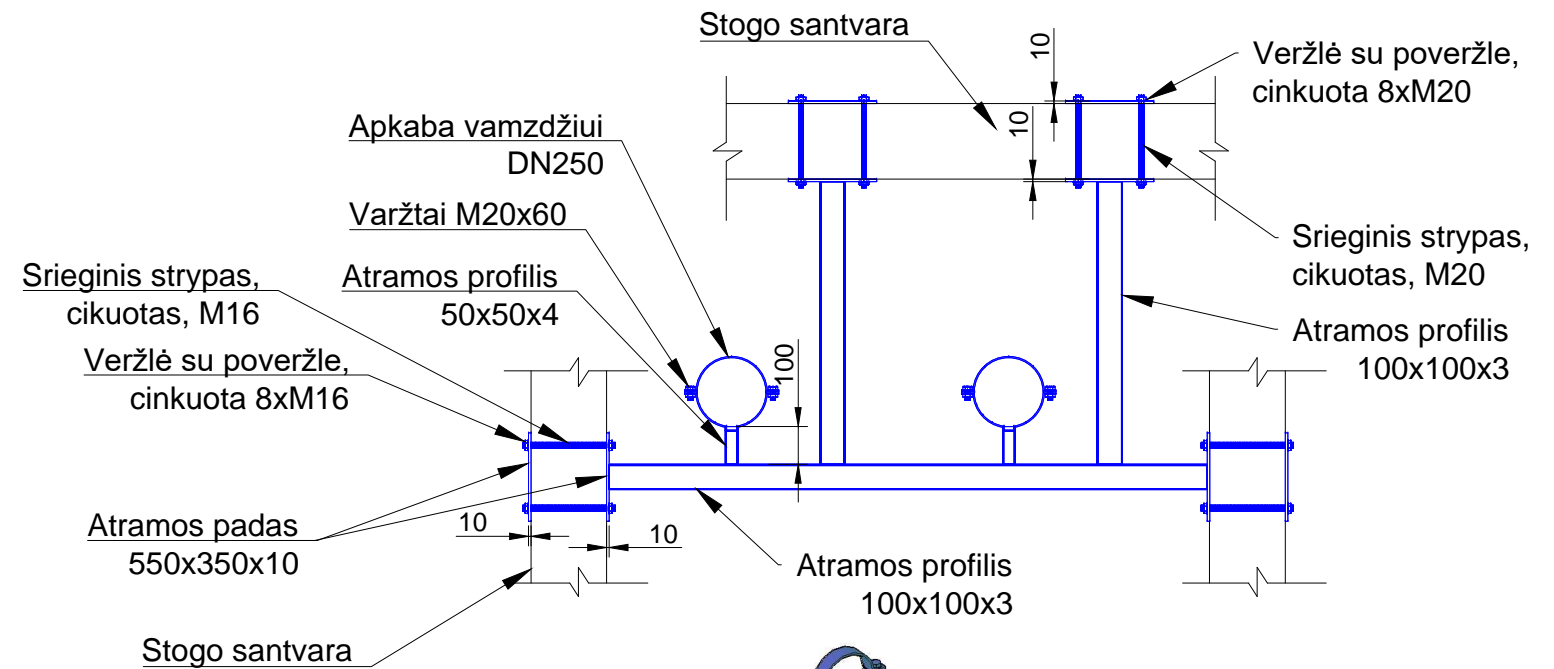 Stogo santvara
10
Veržlė su poveržle,
cinkuota 8xM20
Apkaba vamzdžiui
DN250
10
Varžtai M20x60
Srieginis strypas,
cikuotas, M20
Srieginis strypas,
cikuotas, M16
Atramos profilis
50x50x4
Atramos profilis
100x100x3
Veržlė su poveržle,
cinkuota 8xM16
100
Atramos padas
550x350x10
10
10
Atramos profilis
100x100x3
Stogo santvara